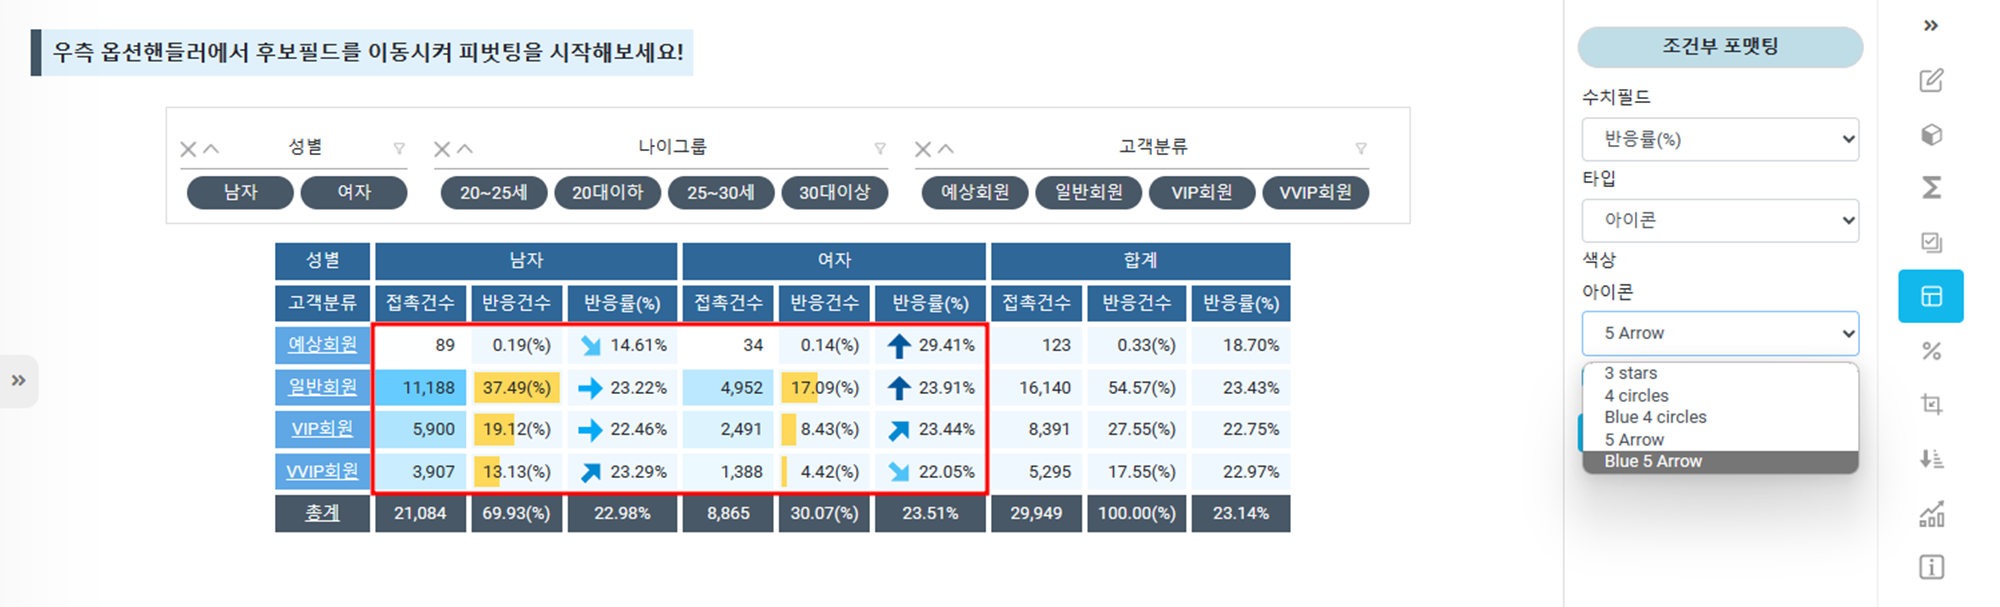 우측 옵션핸들러에서 후보필드를 이동시켜 피벗팅을 시작해보세요!
성별 나이그룹 고객분류
남자 여자 20~25세 20대이하 25~30세 30대이상 예상회원 일반회원 VIP회원 VVIP회원
성별 남자 여자 합계
고객분류 접촉건수 반응건수 반응률(%) 접촉건수 반응건수 반응률(%) 접촉건수 반응건수 반응률(%)
예상회원 89 0.19(%) 14.61% 34 0.14(%) 29.41% 123 0.33(%) 18.70%
일반회원 11,188 37.49(%) 23.22% 4,952 17.09(%) 23.91% 16,140 54.57(%) 23.43%
VIP회원 5,900 19.12(%) 22.46% 2,491 8.43(%) 23.44% 8,391 27.55(%) 22.75%
VVIP회원 3,907 13.13(%) 23.29% 1,388 4.42(%) 22.05% 5,295 17.55(%) 22.97%
총계 21,084 69.93(%) 22.98% 8,865 30.07(%) 23.51% 29,949 100.00(%) 23.14%
조건부 포맷팅
수치필드
반응률(%)
타입
아이콘
색상
아이콘
5 Arrow
3 stars
4 circles
Blue 4 circles
5 Arrow
Blue 5 Arrow